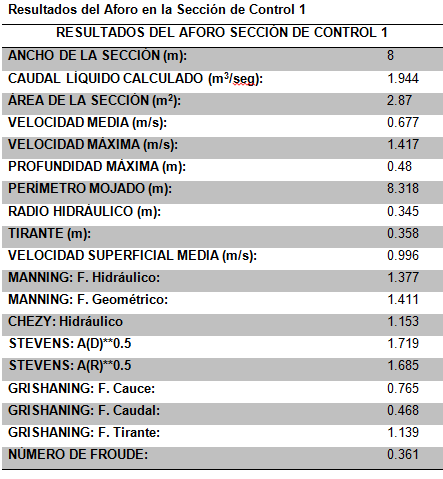 Resultados del Aforo en la Sección de Control 1
RESULTADOS DEL AFORO SECCIÓN DE CONTROL 1
ANCHO DE LA SECCIÓN (m): 8
CAUDAL LÍQUIDO CALCULADO (m³/seg): 1.944
ÁREA DE LA SECCIÓN (m²): 2.87
VELOCIDAD MEDIA (m/s): 0.677
VELOCIDAD MÁXIMA (m/s): 1.417
PROFUNDIDAD MÁXIMA (m): 0.48
PERÍMETRO MOJADO (m): 8.318
RADIO HIDRÁULICO (m): 0.345
TIRANTE (m): 0.358
VELOCIDAD SUPERFICIAL MEDIA (m/s): 0.996
MANNING: F. Hidráulico: 1.377
MANNING: F. Geométrico: 1.411
CHEZY: Hidráulico 1.153
STEVENS: A(D)**0.5 1.719
STEVENS: A(R)**0.5 1.685
GRISHANING: F. Cauce: 0.765
GRISHANING: F. Caudal: 0.468
GRISHANING: F. Tirante: 1.139
NÚMERO DE FROUDE: 0.361